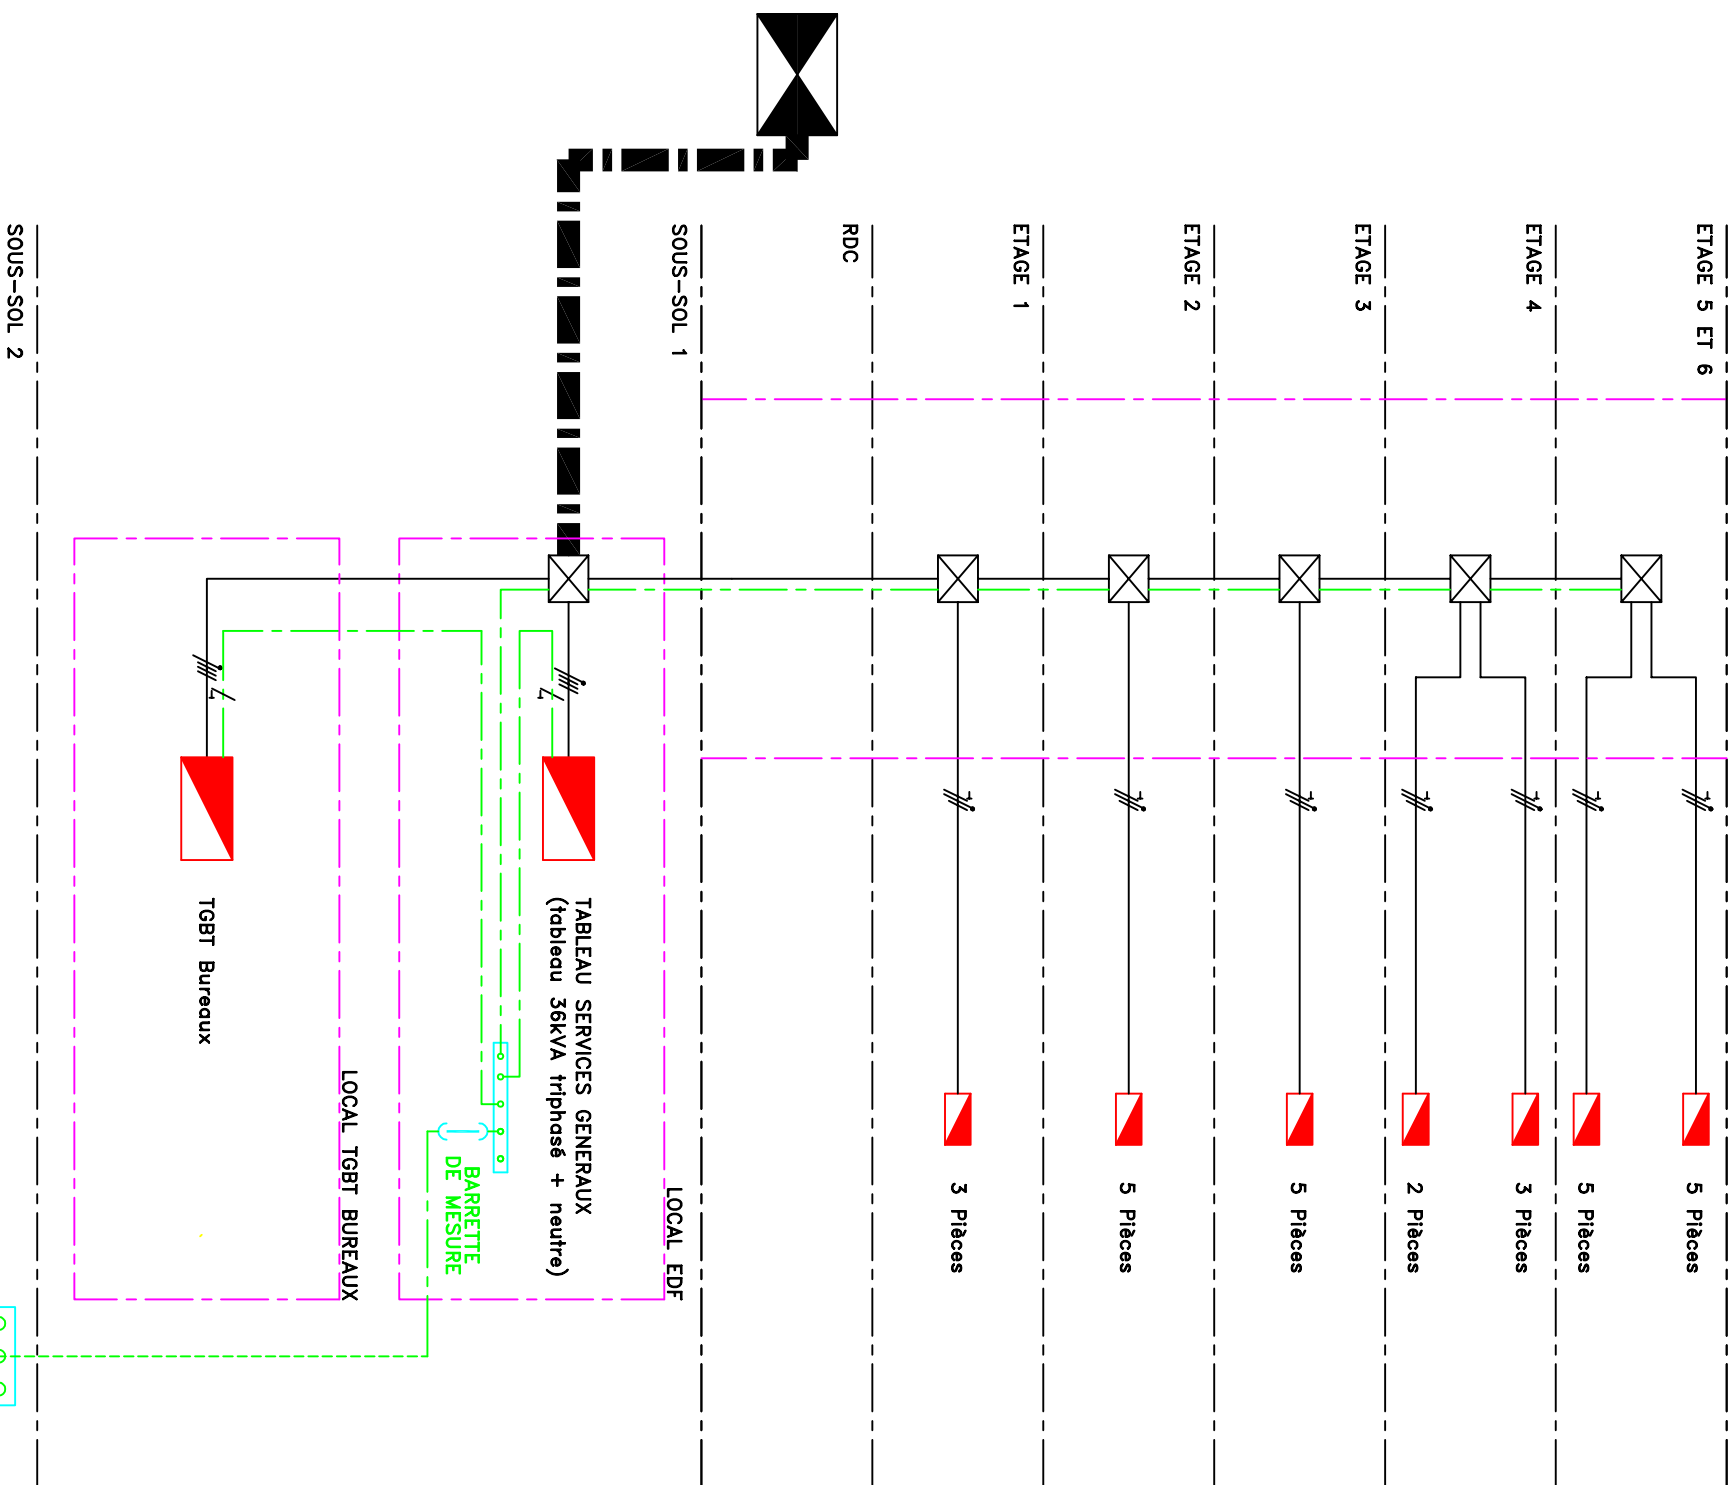 ETAGE 5 ET 6
5 Pièces
5 Pièces
ETAGE 4
3 Pièces
2 Pièces
ETAGE 3
5 Pièces
ETAGE 2
5 Pièces
ETAGE 1
3 Pièces
RDC
SOUS-SOL 1
LOCAL EDF
TABLEAU SERVICES GENERAUX
(tableau 36kVA triphasé + neutre)
BARRETTE
DE MESURE
LOCAL TGBT BUREAUX
TGBT Bureaux
SOUS-SOL 2